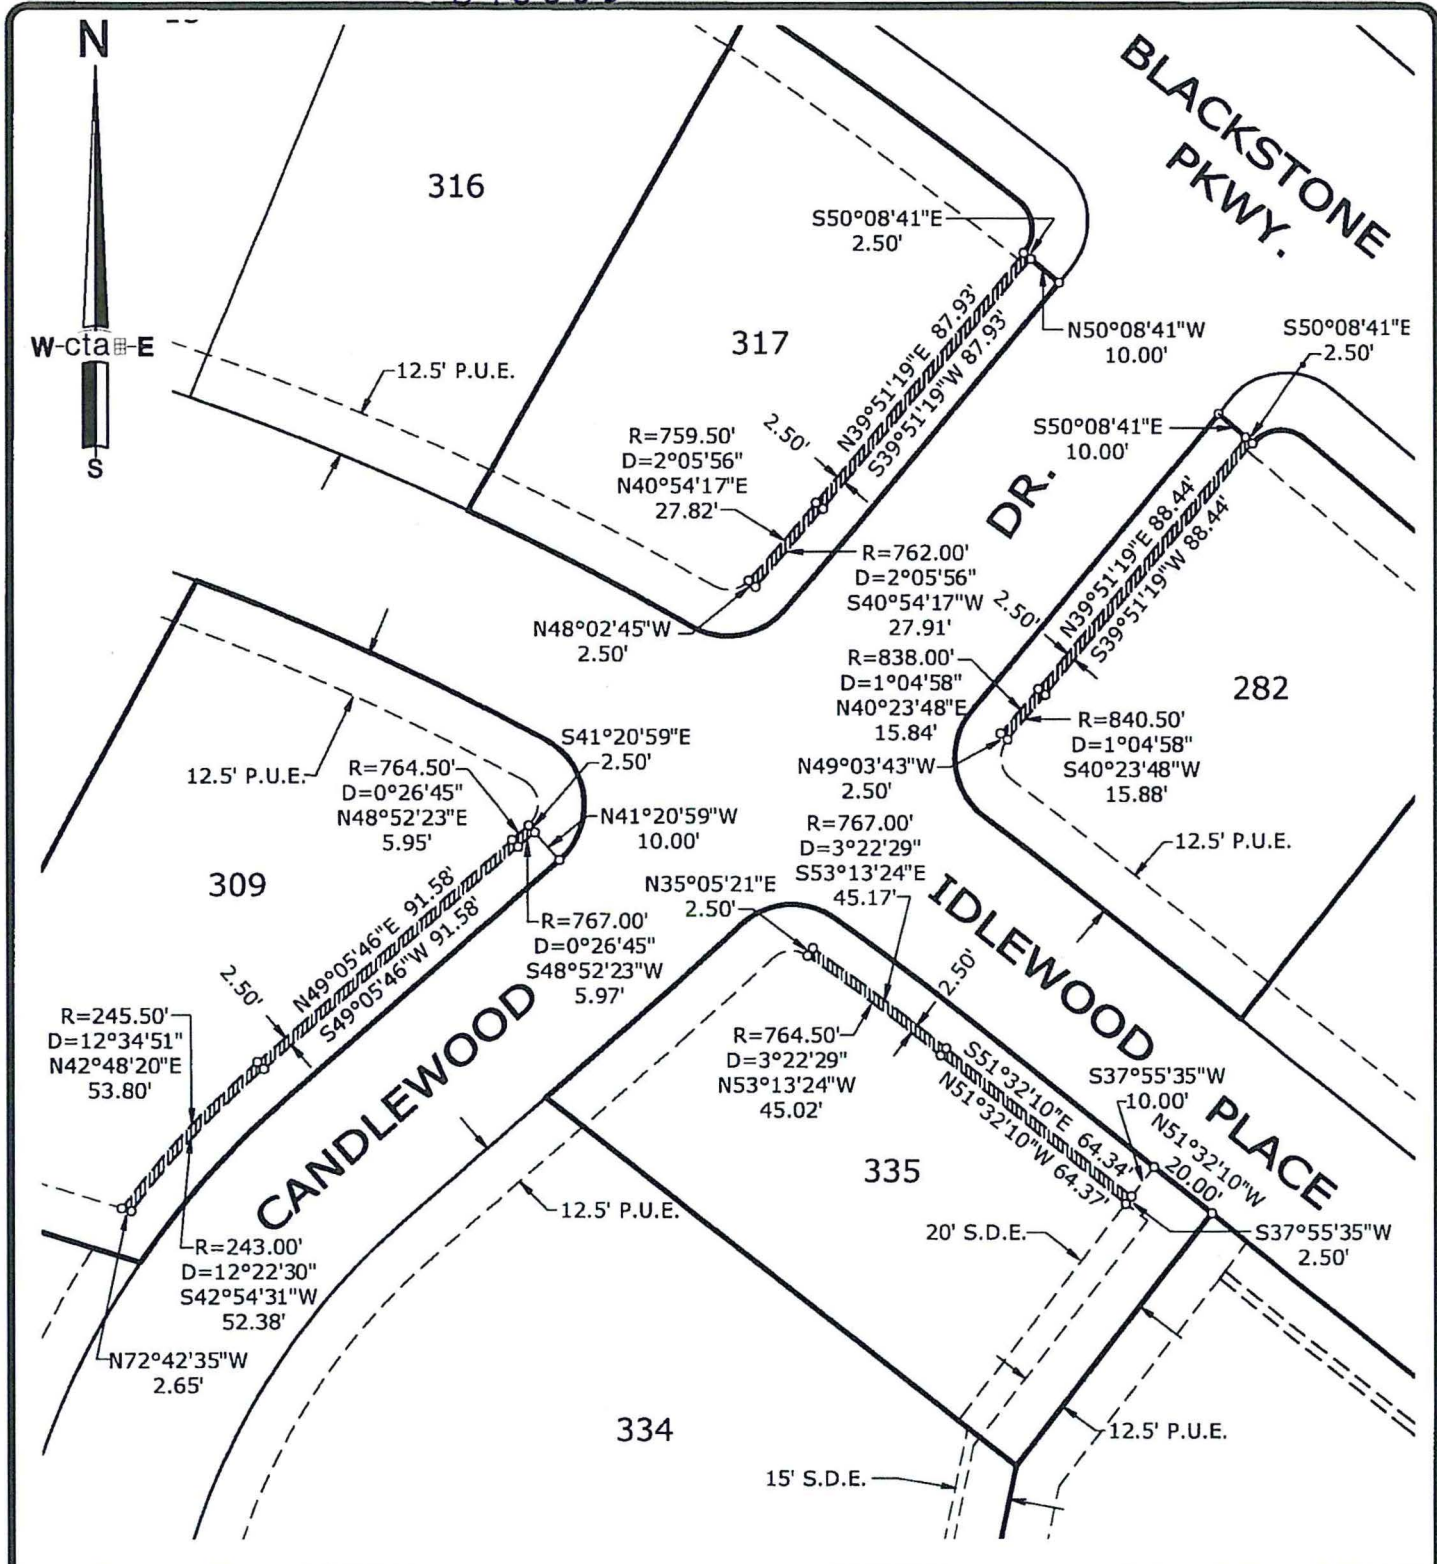 N
W-cta-E
S
BLACKSTONE
PKWY.
316
S50°08'41"E
2.50'
317
N39°51'19"E 87.93'
S39°51'19"W 87.93'
N50°08'41"W
10.00'
S50°08'41"E
2.50'
12.5' P.U.E.
R=759.50'
D=2°05'56"
N40°54'17"E
27.82'
2.50'
S50°08'41"E
10.00'
DR.
N39°51'19"E 88.44'
S39°51'19"W 88.44'
R=762.00'
D=2°05'56"
S40°54'17"W
27.91'
2.50'
N48°02'45"W
2.50'
R=838.00'
D=1°04'58"
N40°23'48"E
15.84'
282
R=840.50'
D=1°04'58"
S40°23'48"W
15.88'
N49°03'43"W
2.50'
S41°20'59"E
2.50'
12.5' P.U.E.
R=764.50'
D=0°26'45"
N48°52'23"E
5.95'
N41°20'59"W
10.00'
R=767.00'
D=3°22'29"
S53°13'24"E
45.17'
12.5' P.U.E.
309
N35°05'21"E
2.50'
IDLEWOOD
PLACE
N49°05'46"E 91.58'
S49°05'46"W 91.58'
R=767.00'
D=0°26'45"
S48°52'23"W
5.97'
2.50'
2.50'
R=245.50'
D=12°34'51"
N42°48'20"E
53.80'
CANDLEWOOD
R=764.50'
D=3°22'29"
N53°13'24"W
45.02'
S51°32'10"E 64.34'
N51°32'10"W 64.37'
S37°55'35"W
10.00'
N51°32'10"W
20.00'
335
12.5' P.U.E.
20' S.D.E.
S37°55'35"W
2.50'
R=243.00'
D=12°22'30"
S42°54'31"W
52.38'
N72°42'35"W
2.65'
334
12.5' P.U.E.
15' S.D.E.